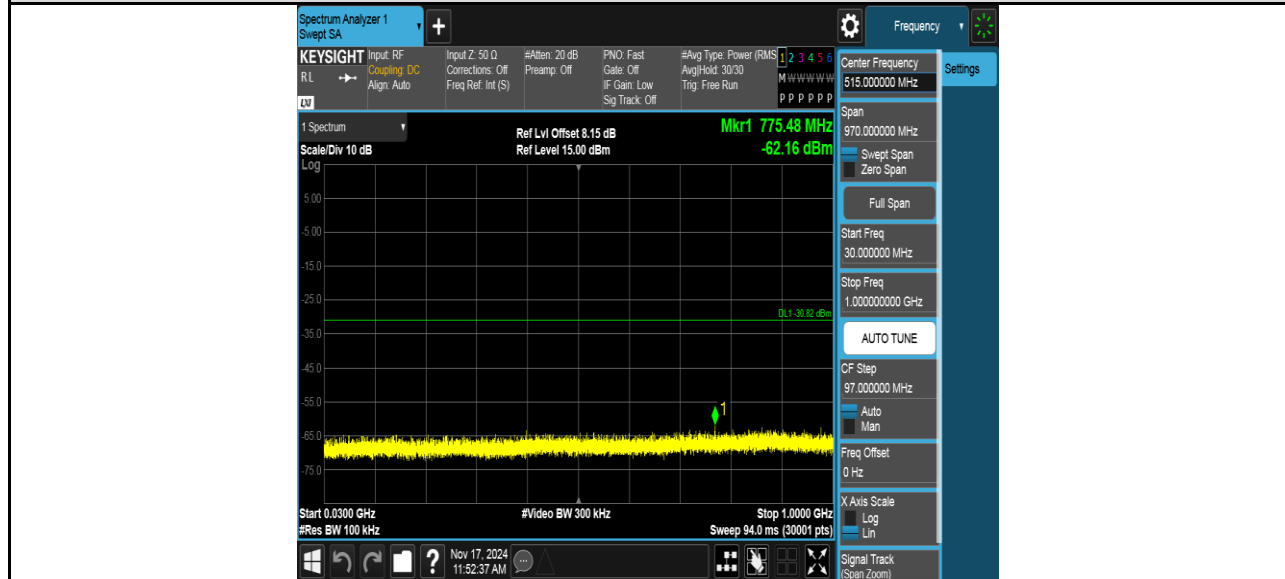 Spectrum Analyzer 1
Swept SA
+
Frequency
KEYSIGHT
RL
LXI
Input: RF
Coupling: DC
Align: Auto
Input Z: 50 Ω
Corrections: Off
Freq Ref: Int (S)
#Atten: 20 dB
Preamp: Off
PNO: Fast
Gate: Off
IF Gain: Low
Sig Track: Off
#Avg Type: Power (RMS
Avg|Hold: 30/30
Trig: Free Run
1 2 3 4 5 6
M W W W W W
P P P P P P
1 Spectrum
Scale/Div 10 dB
Ref Lvl Offset 8.15 dB
Ref Level 15.00 dBm
Mkr1 775.48 MHz
-62.16 dBm
Log
5.00
-5.00
-15.0
-25.0
DL1 -30.82 dBm
-35.0
-45.0
-55.0
1
-65.0
-75.0
Start 0.0300 GHz
#Res BW 100 kHz
#Video BW 300 kHz
Stop 1.0000 GHz
Sweep 94.0 ms (30001 pts)
?
Nov 17, 2024
11:52:37 AM
Center Frequency
515.000000 MHz
Settings
Span
970.000000 MHz
Swept Span
Zero Span
Full Span
Start Freq
30.000000 MHz
Stop Freq
1.000000000 GHz
AUTO TUNE
CF Step
97.000000 MHz
Auto
Man
Freq Offset
0 Hz
X Axis Scale
Log
Lin
Signal Track
(Span Zoom)